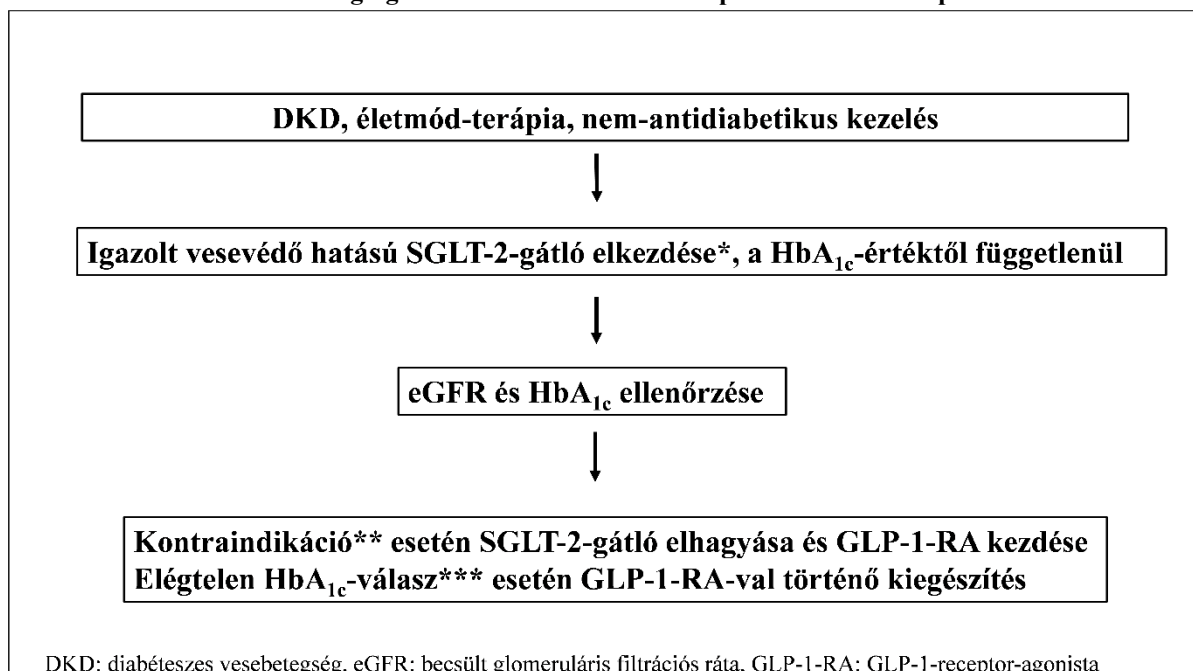 DKD, életmód-terápia, nem-antidiabetikus kezelés
Igazolt vesevédő hatású SGLT-2-gátló elkezdése*, a HbA1c-értéktől függetlenül
eGFR és HbA1c ellenőrzése
Kontraindikáció** esetén SGLT-2-gátló elhagyása és GLP-1-RA kezdése
Elégtelen HbA1c-válasz*** esetén GLP-1-RA-val történő kiegészítés
DKD: diabéteszes vesebetegség, eGFR: becsült glomeruláris filtrációs ráta, GLP-1-RA: GLP-1-receptor-agonista